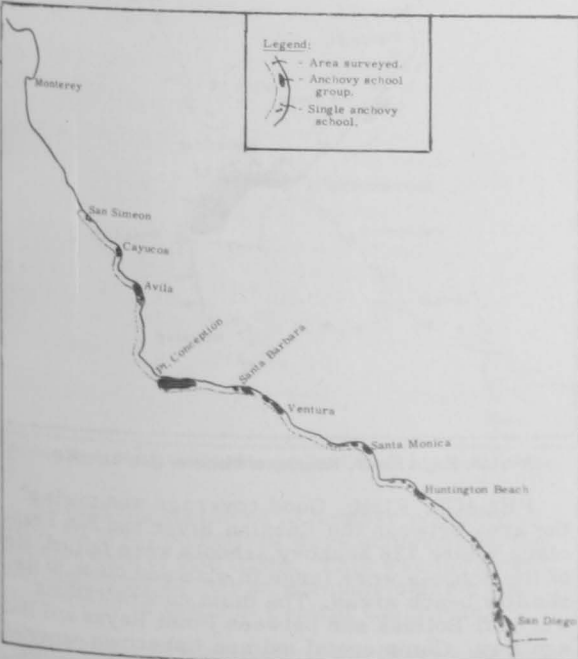 Legend:
- Area surveyed.
- Anchovy school
group.
- Single anchovy
school.
Monterey
San Simeon
Cayucos
Avila
Pt. Conception
Santa Barbara
Ventura
Santa Monica
Huntington Beach
San Diego